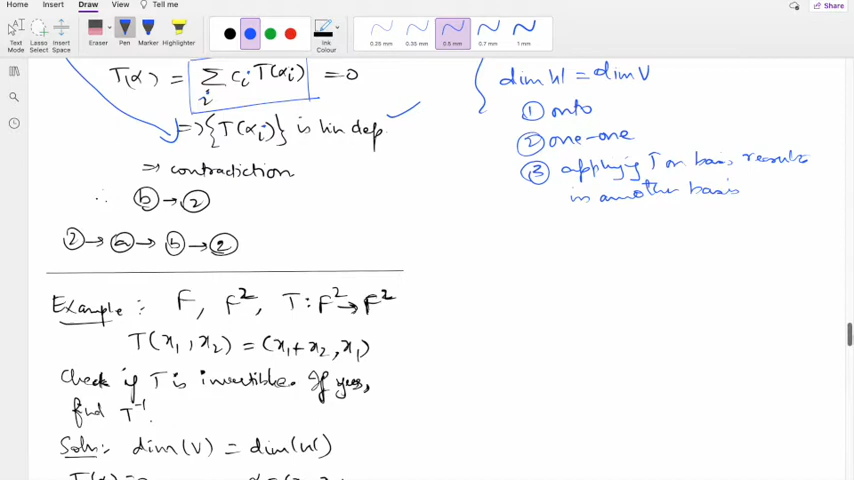 Home Insert Draw View Tell me
Share
Text Mode
Lasso Select
Insert Space
Eraser
Pen
Marker
Highlighter
Ink Colour
0.25 mm
0.35 mm
0.5 mm
0.7 mm
1 mm
T(α) = ∑ᵢ cᵢ T(αᵢ) = 0
=> {T(αᵢ)} is lin dep.
=> contradiction
∴ ⓑ → ②
② → ⓐ → ⓑ → ②
dim W = dim V
① onto
② one-one
③ applying T on basis results
in another basis
Example: F, F², T: F² → F²
T(x₁, x₂) = (x₁ + x₂, x₁)
Check if T is invertible. If yes,
find T⁻¹.
Soln: dim(V) = dim(W)